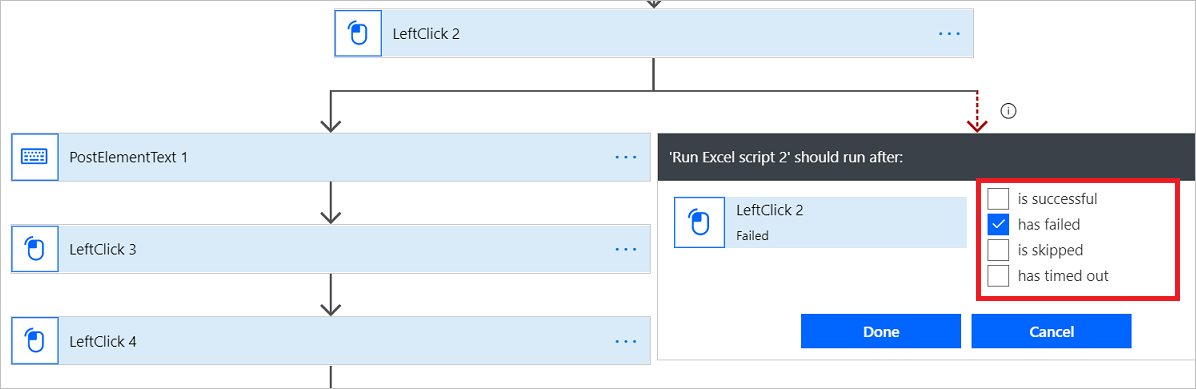 LeftClick 2
PostElementText 1
LeftClick 3
LeftClick 4
'Run Excel script 2' should run after:
LeftClick 2
Failed
is successful
has failed
is skipped
has timed out
Done
Cancel